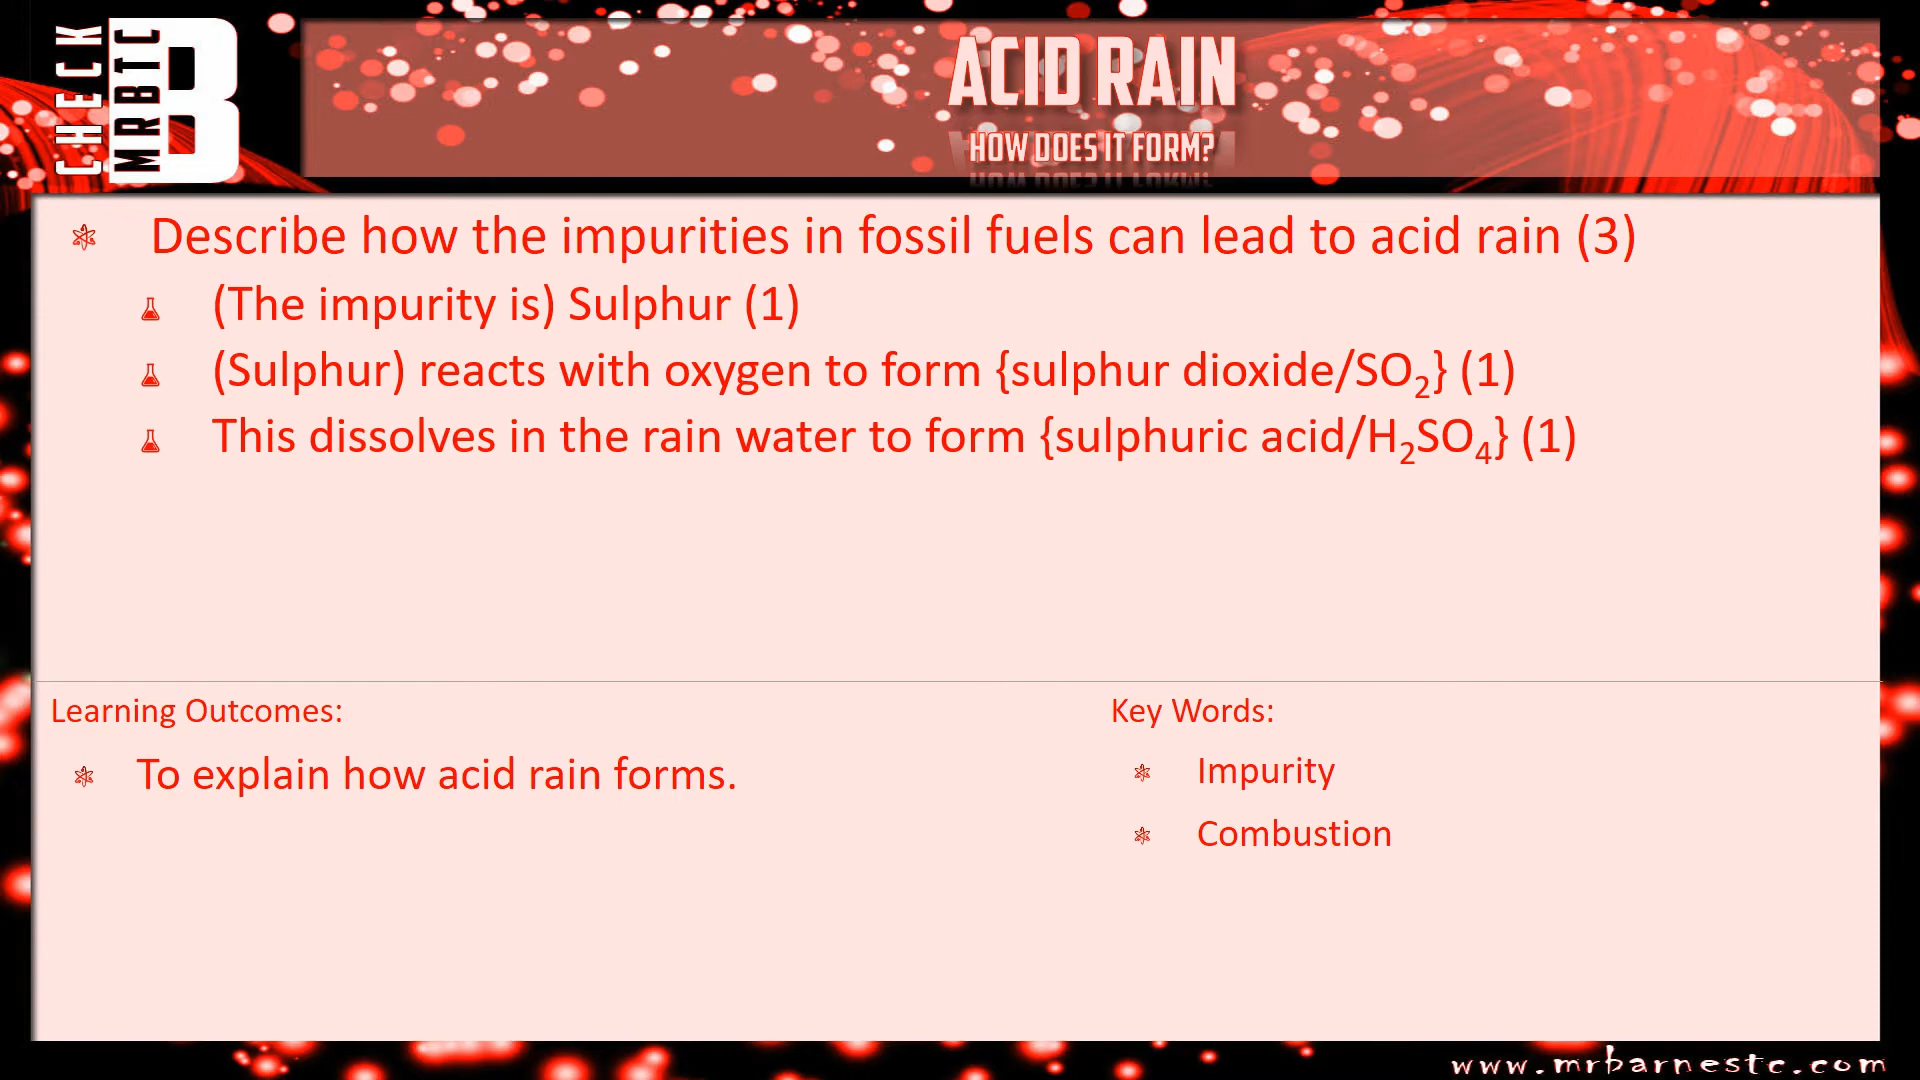 CHECK
MRBTC
B
ACID RAIN
HOW DOES IT FORM?
Describe how the impurities in fossil fuels can lead to acid rain (3)
(The impurity is) Sulphur (1)
(Sulphur) reacts with oxygen to form {sulphur dioxide/SO₂} (1)
This dissolves in the rain water to form {sulphuric acid/H₂SO₄} (1)
Learning Outcomes:
To explain how acid rain forms.
Key Words:
Impurity
Combustion
www.mrbarnestc.com